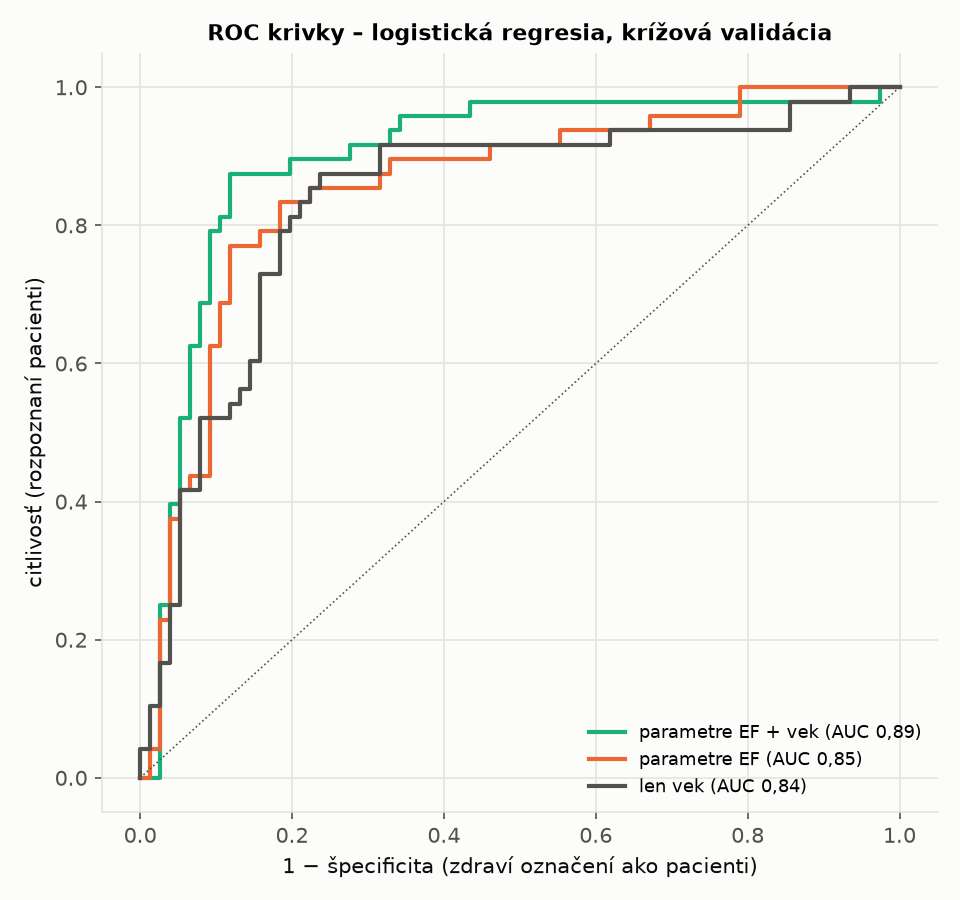 ROC krivky – logistická regresia, krížová validácia
citlivosť (rozpoznaní pacienti)
1.0
0.8
0.6
0.4
0.2
0.0
parametre EF + vek (AUC 0,89)
parametre EF (AUC 0,85)
len vek (AUC 0,84)
0.0 0.2 0.4 0.6 0.8 1.0
1 − špecificita (zdraví označení ako pacienti)